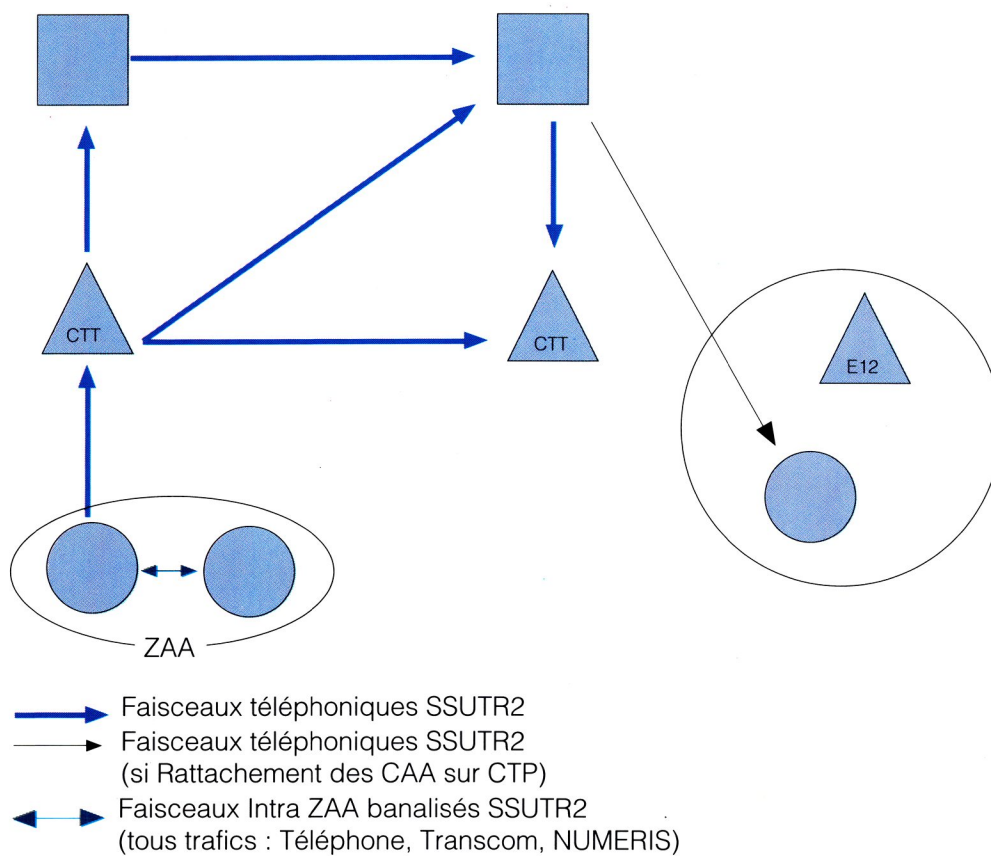 CTT
CTT
E12
ZAA
Faisceaux téléphoniques SSUTR2
Faisceaux téléphoniques SSUTR2
(si Rattachement des CAA sur CTP)
Faisceaux Intra ZAA banalisés SSUTR2
(tous trafics : Téléphone, Transcom, NUMERIS)